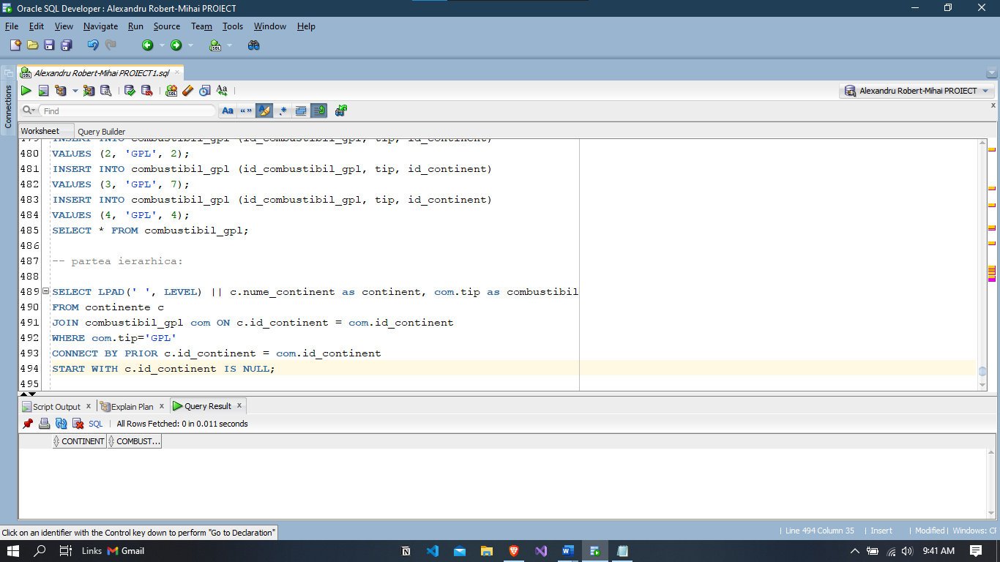 Oracle SQL Developer : Alexandru Robert-Mihai PROIECT
File Edit View Navigate Run Source Team Tools Window Help
Connections
Alexandru Robert-Mihai PROIECT1.sql
Alexandru Robert-Mihai PROIECT
Find
Aa
Worksheet Query Builder
479 INSERT INTO combustibil_gpl (id_combustibil_gpl, tip, id_continent)
480 VALUES (2, 'GPL', 2);
481 INSERT INTO combustibil_gpl (id_combustibil_gpl, tip, id_continent)
482 VALUES (3, 'GPL', 7);
483 INSERT INTO combustibil_gpl (id_combustibil_gpl, tip, id_continent)
484 VALUES (4, 'GPL', 4);
485 SELECT * FROM combustibil_gpl;
486
487 -- partea ierarhica:
488
489 SELECT LPAD(' ', LEVEL) || c.nume_continent as continent, com.tip as combustibil
490 FROM continente c
491 JOIN combustibil_gpl com ON c.id_continent = com.id_continent
492 WHERE com.tip='GPL'
493 CONNECT BY PRIOR c.id_continent = com.id_continent
494 START WITH c.id_continent IS NULL;
495
Script Output x Explain Plan x Query Result x
SQL | All Rows Fetched: 0 in 0.011 seconds
CONTINENT COMBUST...
Click on an identifier with the Control key down to perform "Go to Declaration"
| Line 494 Column 35 | Insert | Modified | Windows: CF
Links Gmail 9:41 AM